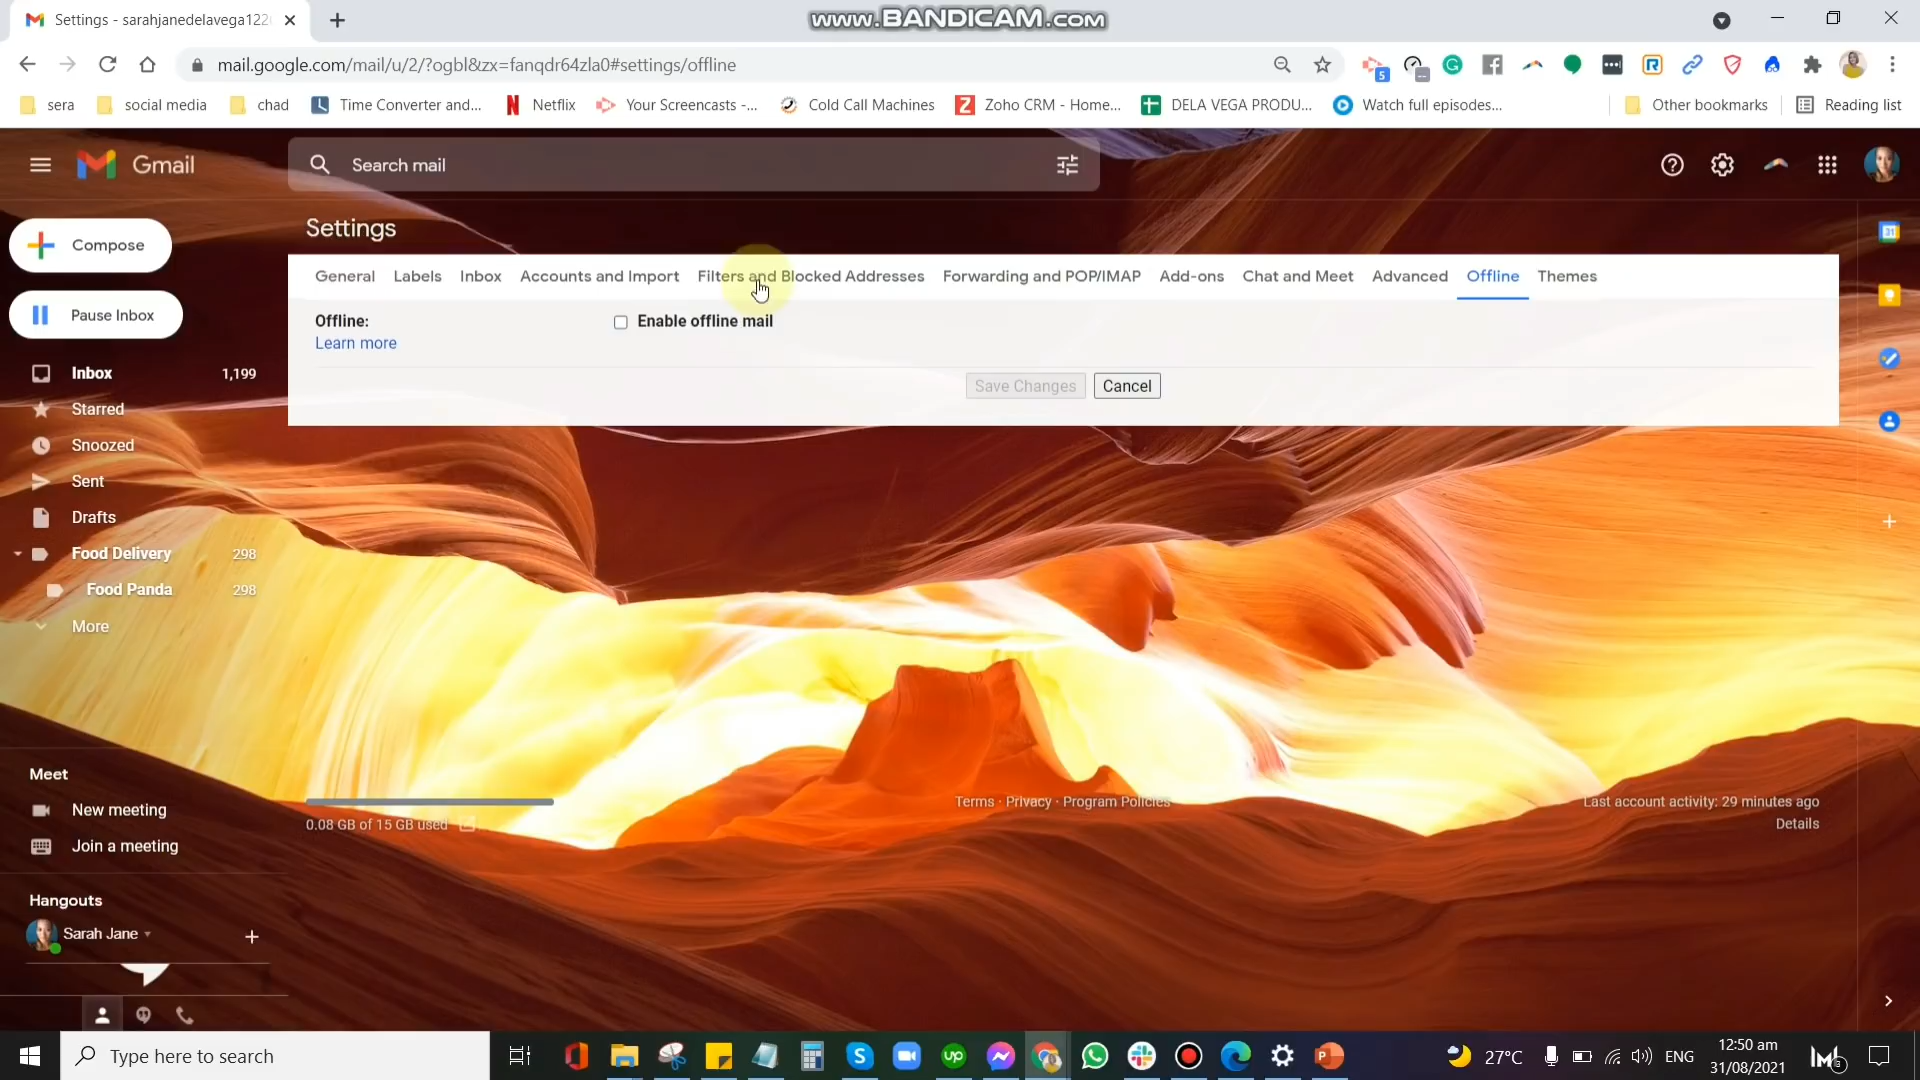 Settings - sarahjanedelavega122
www.BANDICAM.com
mail.google.com/mail/u/2/?ogbl&zx=fanqdr64zla0#settings/offline
5
sera
social media
chad
Time Converter and...
Netflix
Your Screencasts -...
Cold Call Machines
Zoho CRM - Home...
DELA VEGA PRODU...
Watch full episodes...
Other bookmarks
Reading list
Gmail
Search mail
Compose
Pause Inbox
Inbox 1,199
Starred
Snoozed
Sent
Drafts
Food Delivery 298
Food Panda 298
More
Meet
New meeting
Join a meeting
Hangouts
Sarah Jane
Settings
General Labels Inbox Accounts and Import Filters and Blocked Addresses Forwarding and POP/IMAP Add-ons Chat and Meet Advanced Offline Themes
Offline:
Enable offline mail
Learn more
Save Changes
Cancel
0.08 GB of 15 GB used
Terms · Privacy · Program Policies
Last account activity: 29 minutes ago
Details
31
Type here to search
27°C
ENG
12:50 am
31/08/2021